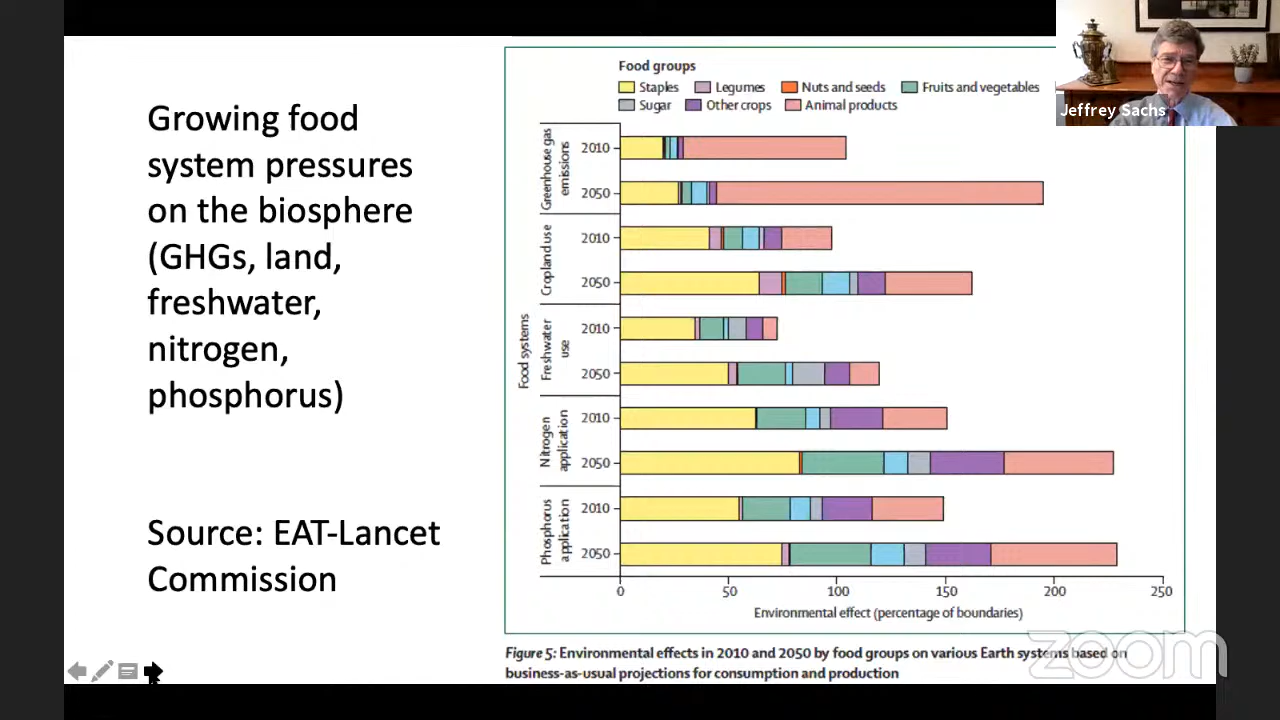 Growing food
system pressures
on the biosphere
(GHGs, land,
freshwater,
nitrogen,
phosphorus)
Source: EAT-Lancet
Commission
Food groups
Staples Legumes Nuts and seeds Fruits and vegetables
Sugar Other crops Animal products
Jeffrey Sachs
Food systems
Greenhouse gas
emissions
2010
2050
Cropland use
2010
2050
Freshwater
use
2010
2050
Nitrogen
application
2010
2050
Phosphorus
application
2010
2050
0 50 100 150 200 250
Environmental effect (percentage of boundaries)
Figure 5: Environmental effects in 2010 and 2050 by food groups on various Earth systems based on
business-as-usual projections for consumption and production
zoom